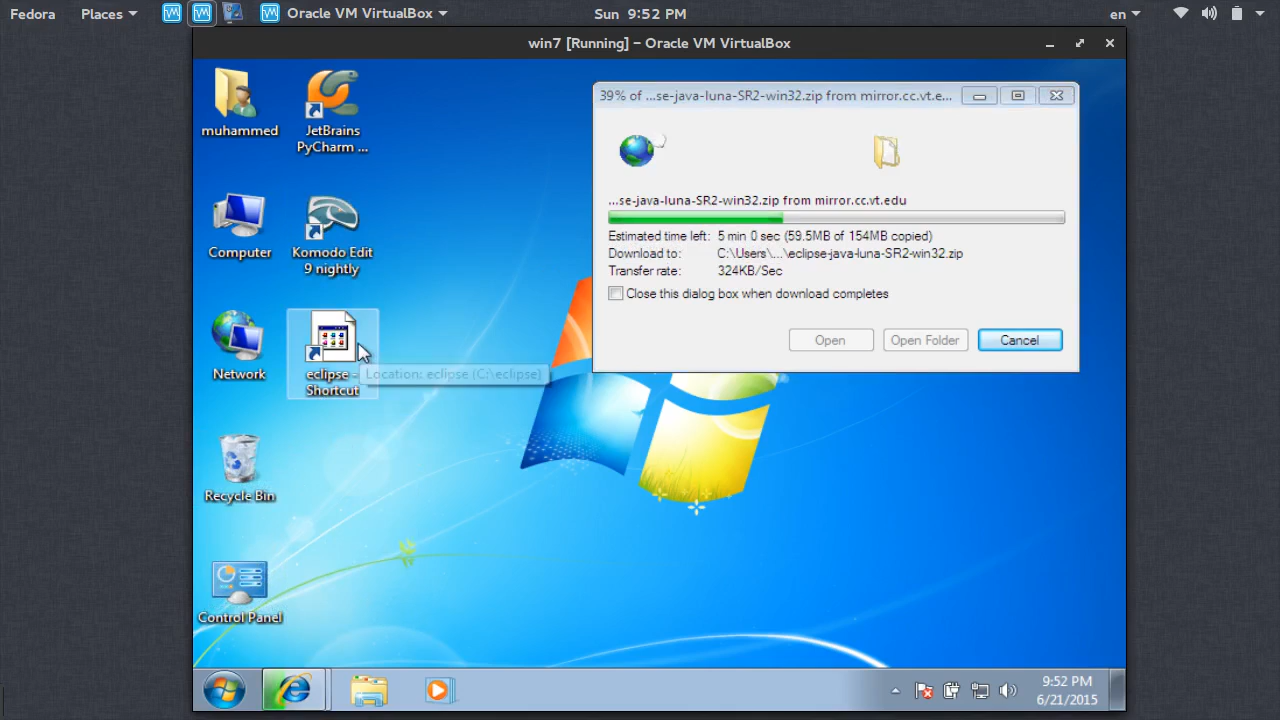 Fedora Places Oracle VM VirtualBox Sun 9:52 PM en
win7 [Running] – Oracle VM VirtualBox
39% of ...se-java-luna-SR2-win32.zip from mirror.cc.vt.e...
...se-java-luna-SR2-win32.zip from mirror.cc.vt.edu
Estimated time left: 5 min 0 sec (59.5MB of 154MB copied)
Download to: C:\Users\...\eclipse-java-luna-SR2-win32.zip
Transfer rate: 324KB/Sec
Close this dialog box when download completes
Open Open Folder Cancel
muhammed
JetBrains
PyCharm ...
Computer
Komodo Edit
9 nightly
Network
eclipse -
Shortcut
Location: eclipse (C:\eclipse)
Recycle Bin
Control Panel
9:52 PM
6/21/2015